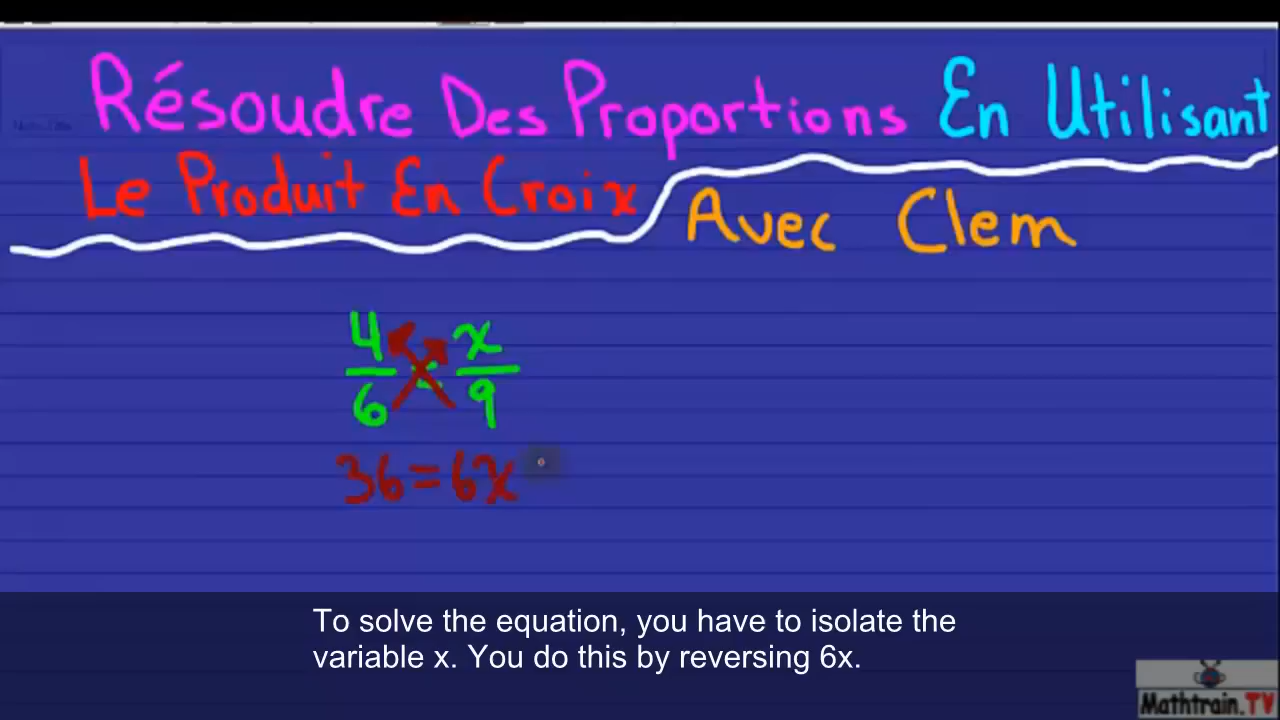 Résoudre Des Proportions En Utilisant
Le Produit En Croix
Avec Clem
4/6 = x/9
36=6x
To solve the equation, you have to isolate the
variable x. You do this by reversing 6x.
Mathtrain.TV